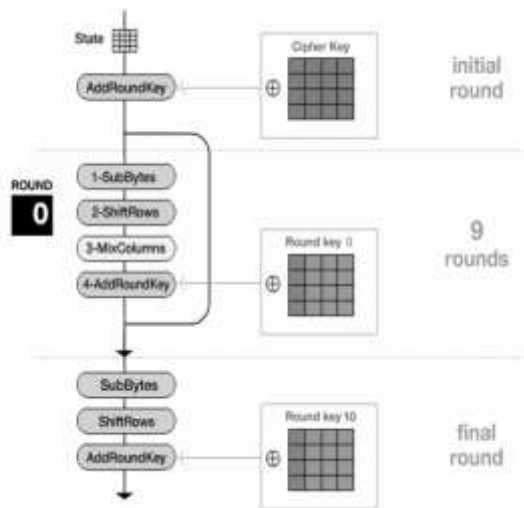 State
Cipher Key
AddRoundKey
initial
round
ROUND
0
1-SubBytes
2-ShiftRows
3-MixColumns
4-AddRoundKey
Round key 0
9
rounds
SubBytes
ShiftRows
AddRoundKey
Round key 10
final
round